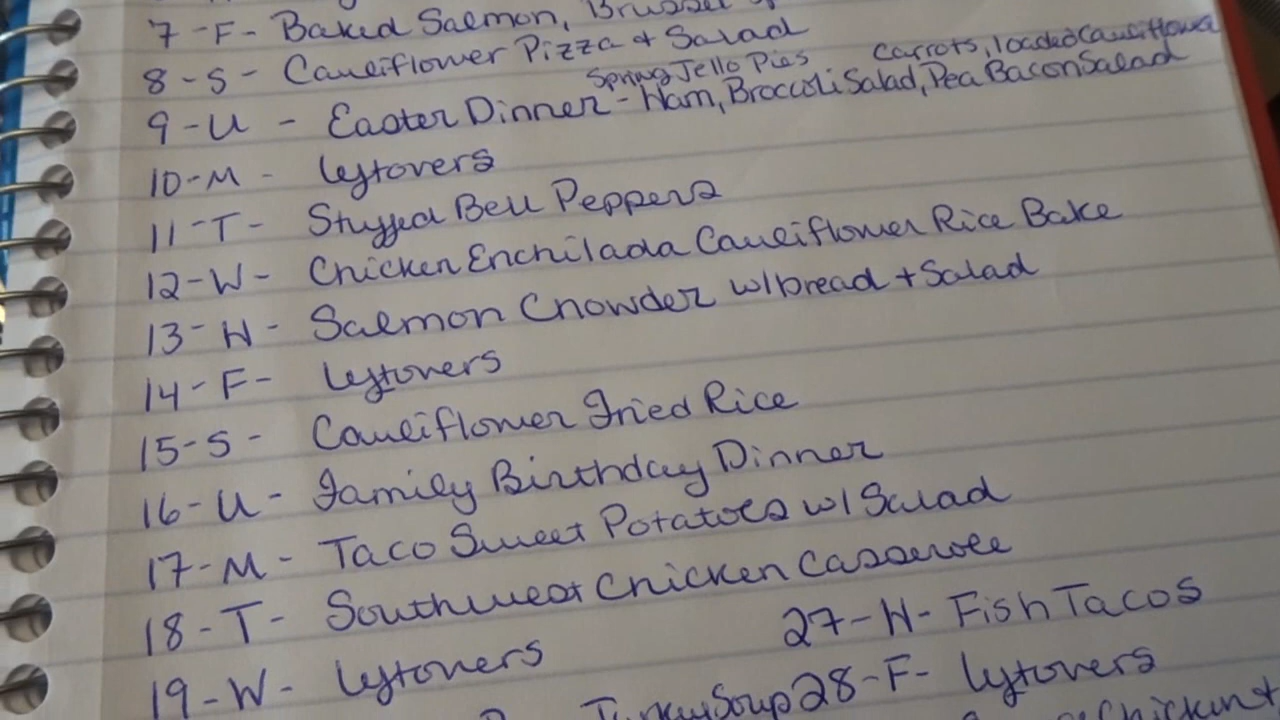 7-F- Baked Salmon, Brussel
8-S- Cauliflower Pizza + Salad
Spring Jello Pies Carrots, loaded Cauliflower
9-U- Easter Dinner - Ham, Broccoli Salad, Pea Bacon Salad
10-M- leftovers
11-T- Stuffed Bell Peppers
12-W- Chicken Enchilada Cauliflower Rice Bake
13-H- Salmon Chowder w/bread + Salad
14-F- leftovers
15-S- Cauliflower Fried Rice
16-U- Family Birthday Dinner
17-M- Taco Sweet Potatoes w/ Salad
18-T- Southwest Chicken Casserole
27-H- Fish Tacos
19-W- leftovers
Turkey Soup 28-F- leftovers
Chicken +